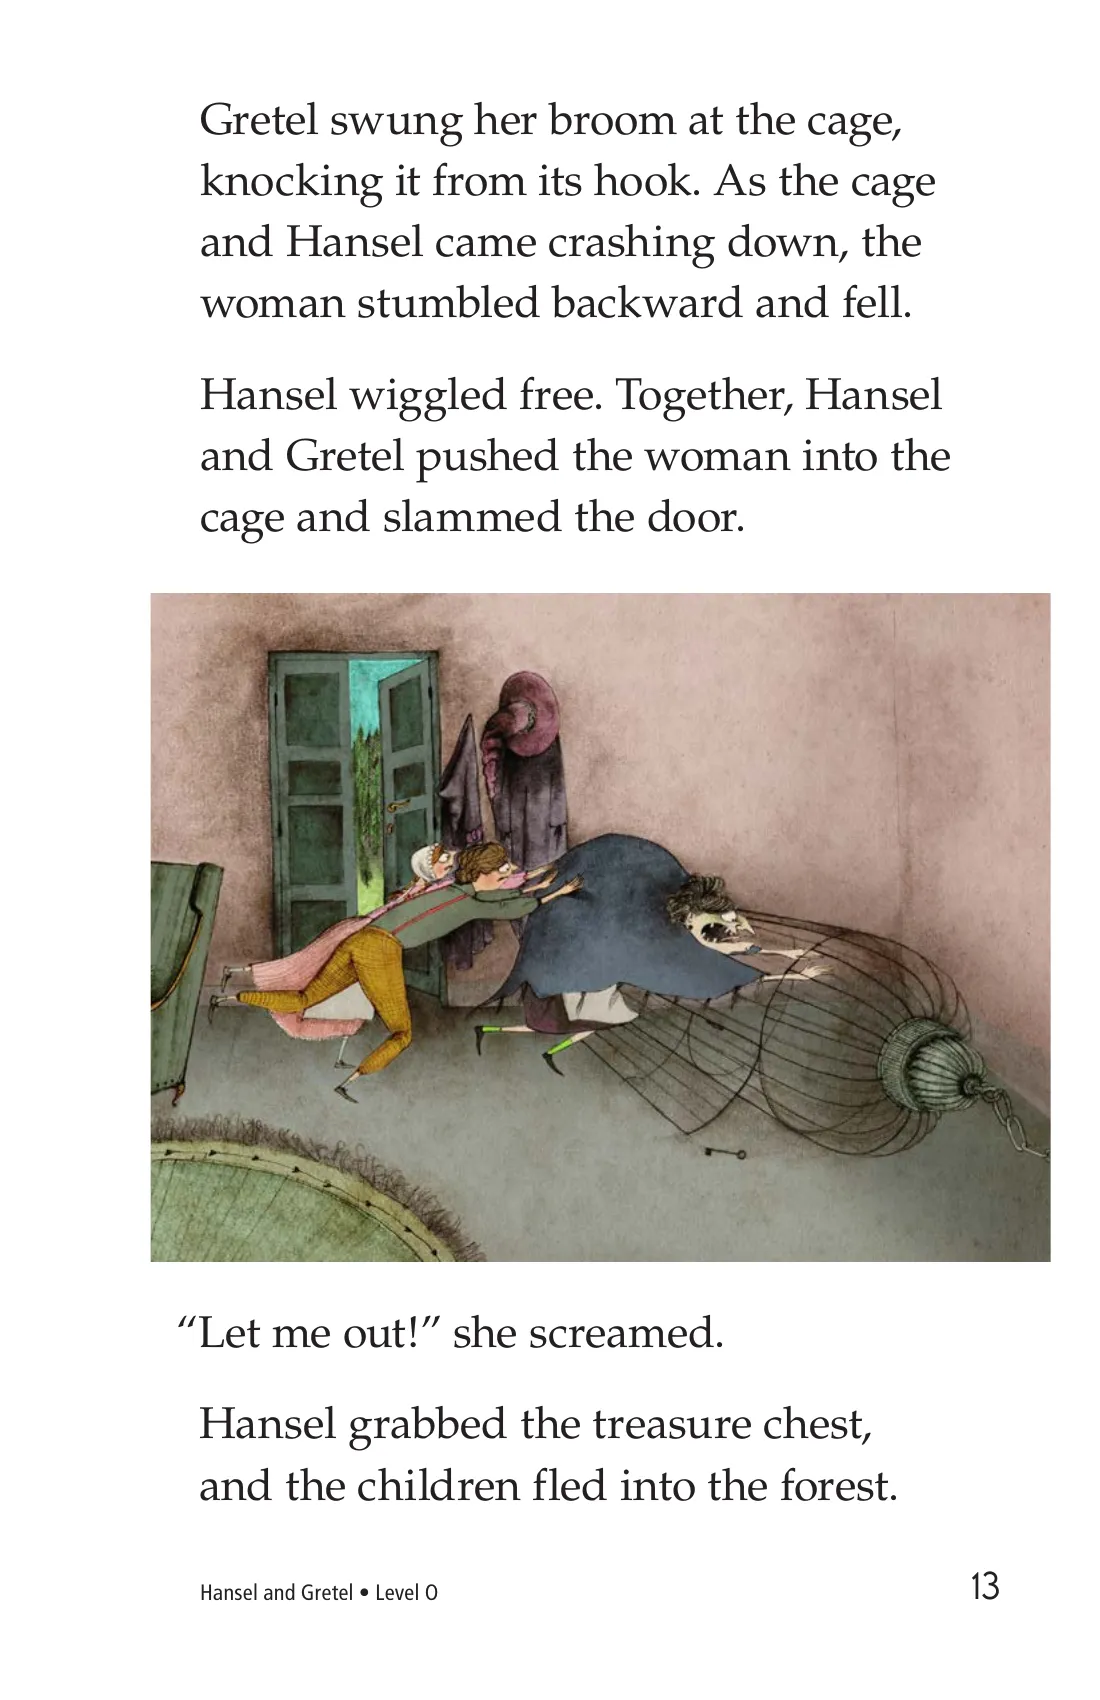 Gretel swung her broom at the cage,
knocking it from its hook. As the cage
and Hansel came crashing down, the
woman stumbled backward and fell.
Hansel wiggled free. Together, Hansel
and Gretel pushed the woman into the
cage and slammed the door.
“Let me out!” she screamed.
Hansel grabbed the treasure chest,
and the children fled into the forest.
Hansel and Gretel • Level O
13